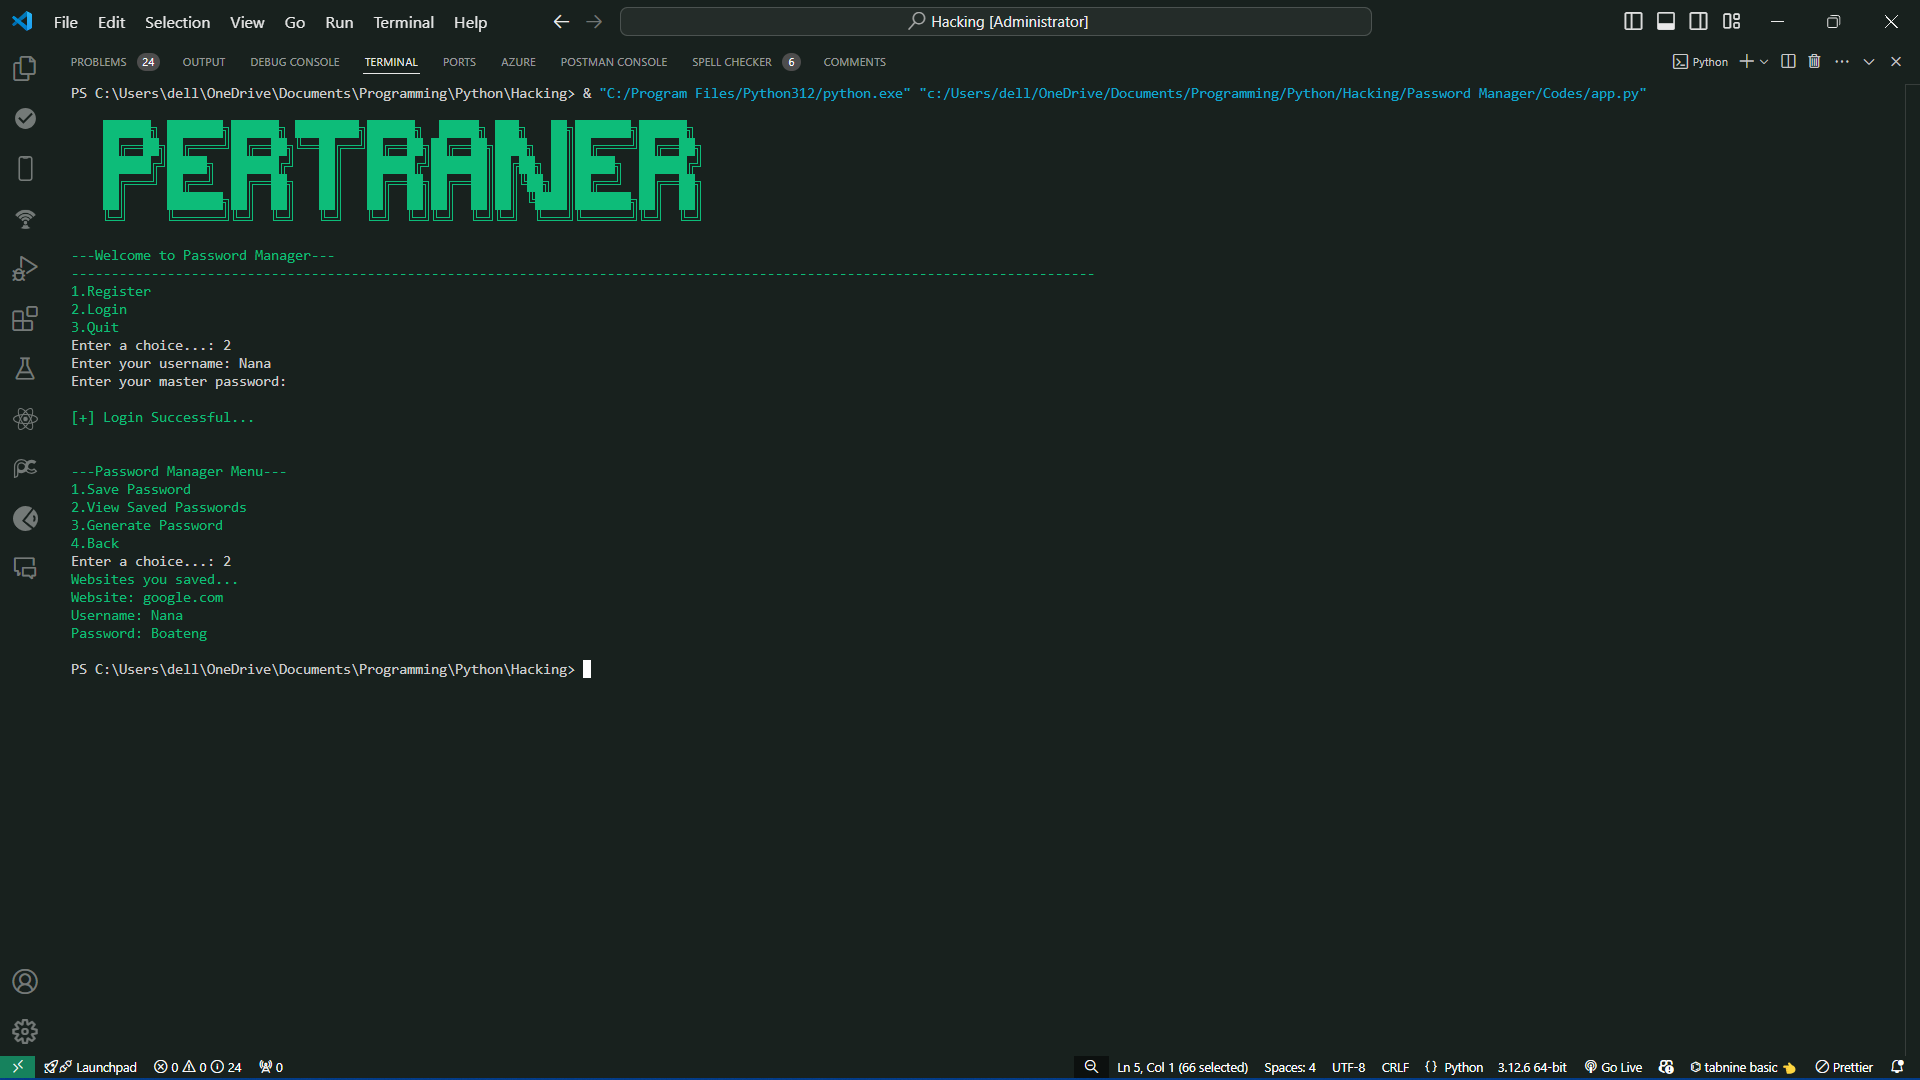 File Edit Selection View Go Run Terminal Help
Hacking [Administrator]
PROBLEMS 24 OUTPUT DEBUG CONSOLE TERMINAL PORTS AZURE POSTMAN CONSOLE SPELL CHECKER 6 COMMENTS
Python
PS C:\Users\dell\OneDrive\Documents\Programming\Python\Hacking> & "C:/Program Files/Python312/python.exe" "c:/Users/dell/OneDrive/Documents/Programming/Python/Hacking/Password Manager/Codes/app.py"
PERTRANER
---Welcome to Password Manager---
--------------------------------------------------------------------------------------------------------------------------------
1.Register
2.Login
3.Quit
Enter a choice...: 2
Enter your username: Nana
Enter your master password:
[+] Login Successful...
---Password Manager Menu---
1.Save Password
2.View Saved Passwords
3.Generate Password
4.Back
Enter a choice...: 2
Websites you saved...
Website: google.com
Username: Nana
Password: Boateng
PS C:\Users\dell\OneDrive\Documents\Programming\Python\Hacking>
Launchpad 0 0 24 0 Ln 5, Col 1 (66 selected) Spaces: 4 UTF-8 CRLF {} Python 3.12.6 64-bit Go Live tabnine basic Prettier